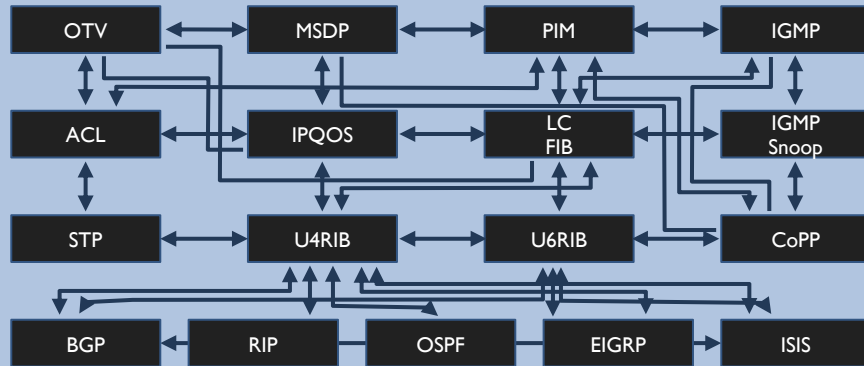 OTV
MSDP
PIM
IGMP
ACL
IPQOS
LC
FIB
IGMP
Snoop
STP
U4RIB
U6RIB
CoPP
BGP
RIP
OSPF
EIGRP
ISIS